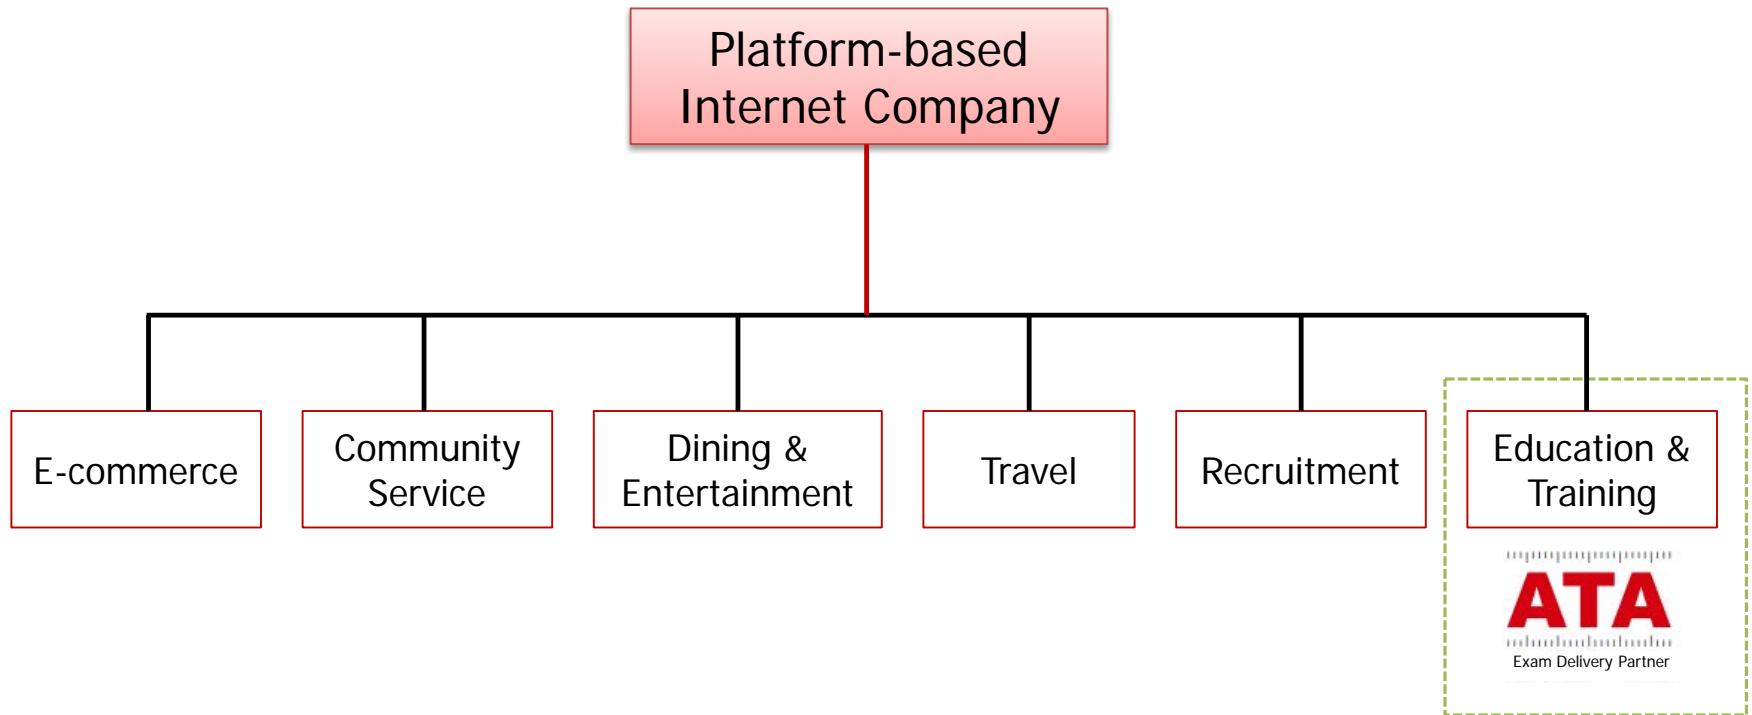 Platform-based
Internet Company
E-commerce
Community
Service
Dining &
Entertainment
Travel
Recruitment
Education &
Training
ATA
Exam Delivery Partner